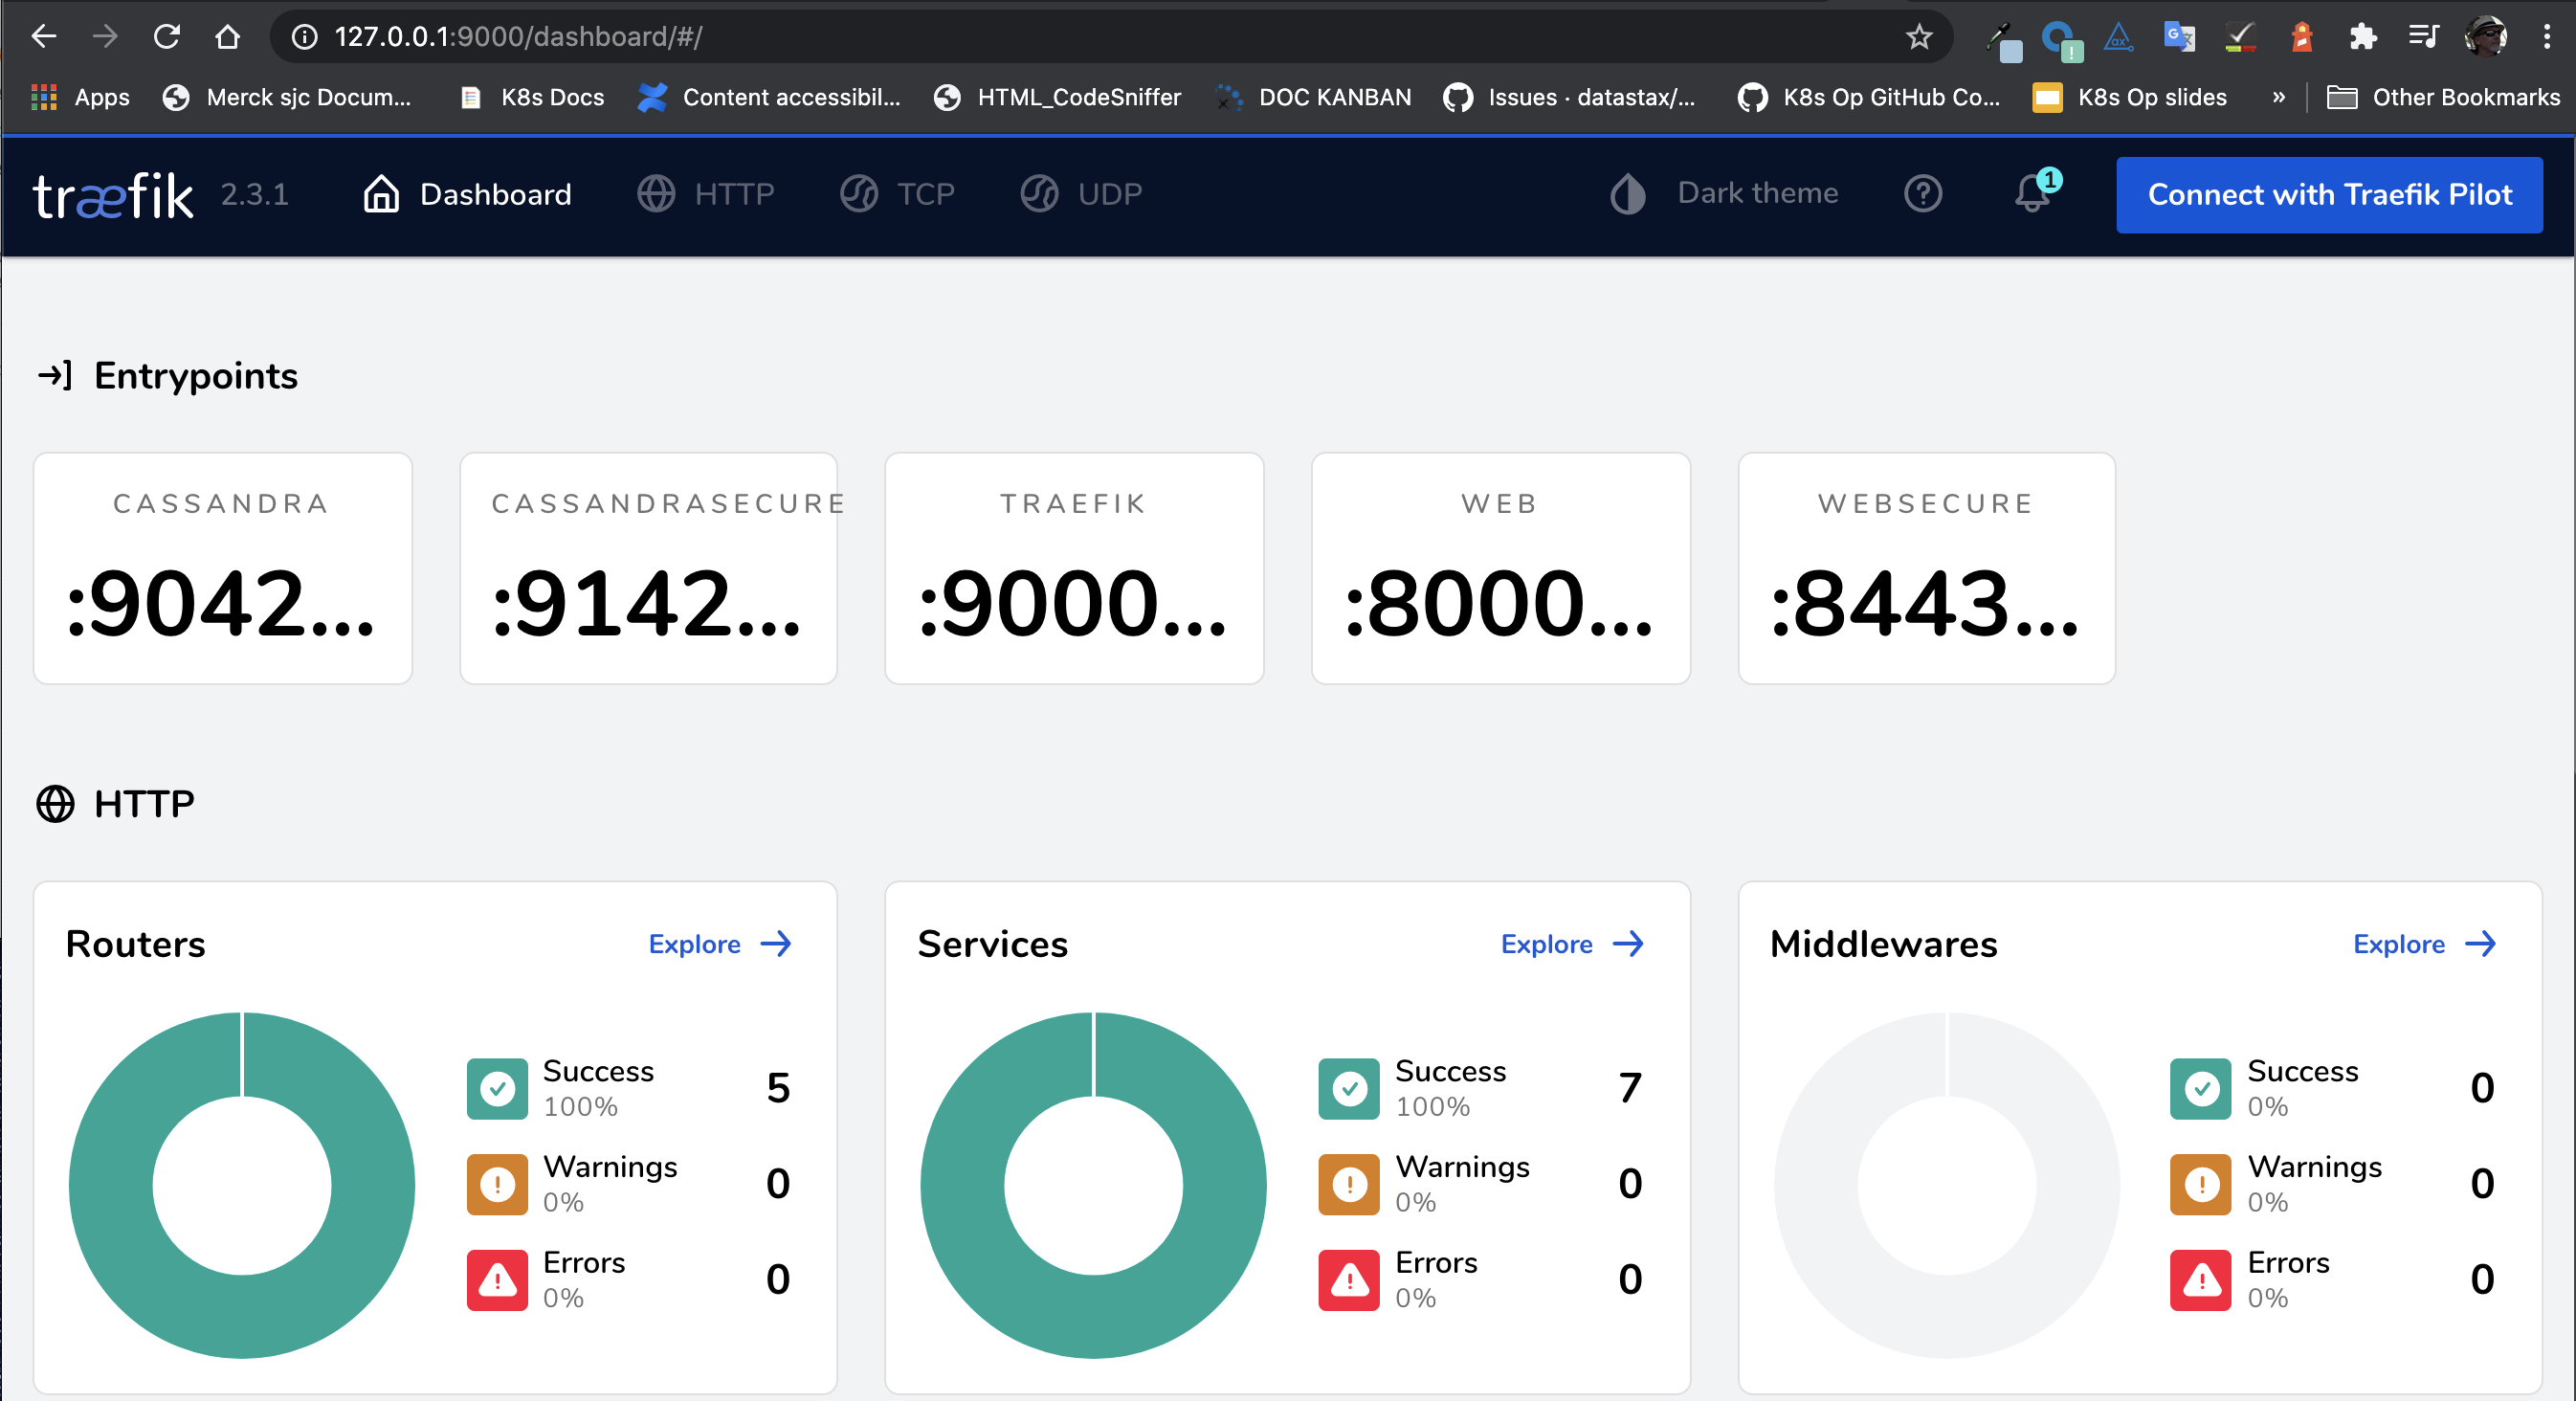 127.0.0.1:9000/dashboard/#/
Apps Merck sjc Docum... K8s Docs Content accessibil... HTML_CodeSniffer DOC KANBAN Issues · datastax/... K8s Op GitHub Co... K8s Op slides » Other Bookmarks
træfik 2.3.1 Dashboard HTTP TCP UDP Dark theme 1 Connect with Traefik Pilot
Entrypoints
CASSANDRA CASSANDRASECURE TRAEFIK WEB WEBSECURE
:9042... :9142... :9000... :8000... :8443...
HTTP
Routers Explore Services Explore Middlewares Explore
Success 5 Success 7 Success 0
100% 100% 0%
Warnings 0 Warnings 0 Warnings 0
0% 0% 0%
Errors 0 Errors 0 Errors 0
0% 0% 0%